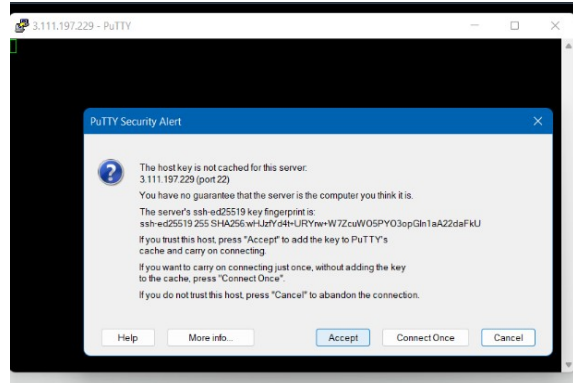 3.111.197.229 - PuTTY
PuTTY Security Alert
The host key is not cached for this server:
3.111.197.229 (port 22)
You have no guarantee that the server is the computer you think it is.
The server's ssh-ed25519 key fingerprint is:
ssh-ed25519 255 SHA256:wHJzfYd4t+URYrw+W7ZcuWO5PYO3opGln1aA22daFkU
If you trust this host, press "Accept" to add the key to PuTTY's
cache and carry on connecting.
If you want to carry on connecting just once, without adding the key
to the cache, press "Connect Once".
If you do not trust this host, press "Cancel" to abandon the connection.
Help
More info...
Accept
Connect Once
Cancel